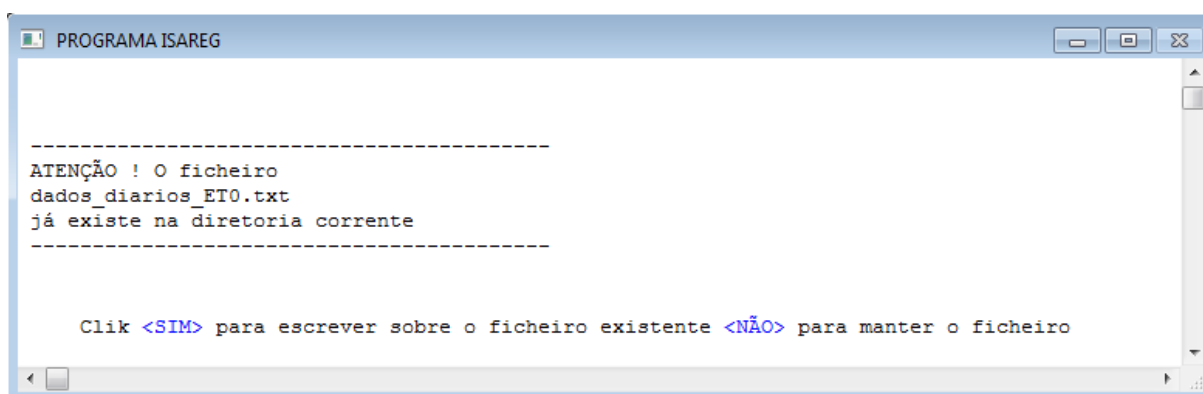 PROGRAMA ISAREG
-----------------------------------------
ATENÇÃO ! O ficheiro
dados_diarios_ET0.txt
já existe na diretoria corrente
-----------------------------------------
Clik <SIM> para escrever sobre o ficheiro existente <NÃO> para manter o ficheiro